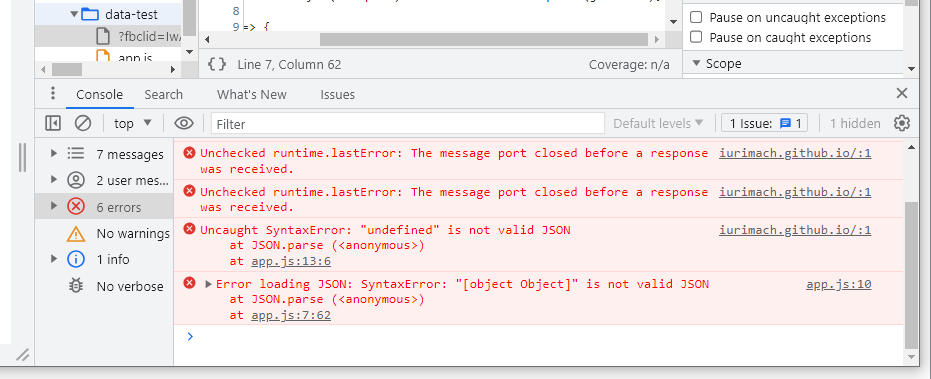 data-test
8
?fbclid=IwA
9 => {
app.js
{ } Line 7, Column 62
Coverage: n/a
Pause on uncaught exceptions
Pause on caught exceptions
Scope
Console Search What's New Issues
top Filter Default levels 1 Issue: 1 1 hidden
7 messages
2 user mes...
6 errors
No warnings
1 info
No verbose
Unchecked runtime.lastError: The message port closed before a response iurimach.github.io/:1
was received.
Unchecked runtime.lastError: The message port closed before a response iurimach.github.io/:1
was received.
Uncaught SyntaxError: "undefined" is not valid JSON iurimach.github.io/:1
at JSON.parse (<anonymous>)
at app.js:13:6
Error loading JSON: SyntaxError: "[object Object]" is not valid JSON app.js:10
at JSON.parse (<anonymous>)
at app.js:7:62